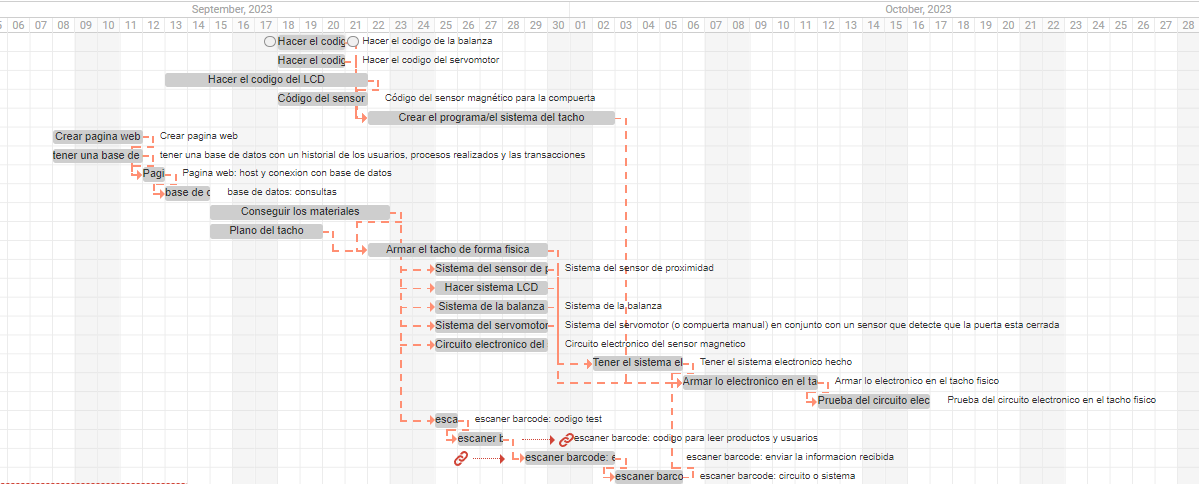 September, 2023 October, 2023
06 07 08 09 10 11 12 13 14 15 16 17 18 19 20 21 22 23 24 25 26 27 28 29 30 01 02 03 04 05 06 07 08 09 10 11 12 13 14 15 16 17 18 19 20 21 22 23 24 25 26 27 28
Hacer el codig Hacer el codigo de la balanza
Hacer el codig Hacer el codigo del servomotor
Hacer el codigo del LCD
Código del sensor Código del sensor magnético para la compuerta
Crear el programa/el sistema del tacho
Crear pagina web Crear pagina web
tener una base de tener una base de datos con un historial de los usuarios, procesos realizados y las transacciones
Pagi Pagina web: host y conexion con base de datos
base de c base de datos: consultas
Conseguir los materiales
Plano del tacho
Armar el tacho de forma fisica
Sistema del sensor de p Sistema del sensor de proximidad
Hacer sistema LCD
Sistema de la balanza Sistema de la balanza
Sistema del servomotor Sistema del servomotor (o compuerta manual) en conjunto con un sensor que detecte que la puerta esta cerrada
Circuito electronico del Circuito electronico del sensor magnetico
Tener el sistema el Tener el sistema electronico hecho
Armar lo electronico en el ta Armar lo electronico en el tacho fisico
Prueba del circuito elec Prueba del circuito electronico en el tacho fisico
esca escaner barcode: codigo test
escaner b escaner barcode: codigo para leer productos y usuarios
escaner barcode: e escaner barcode: enviar la informacion recibida
escaner barco escaner barcode: circuito o sistema